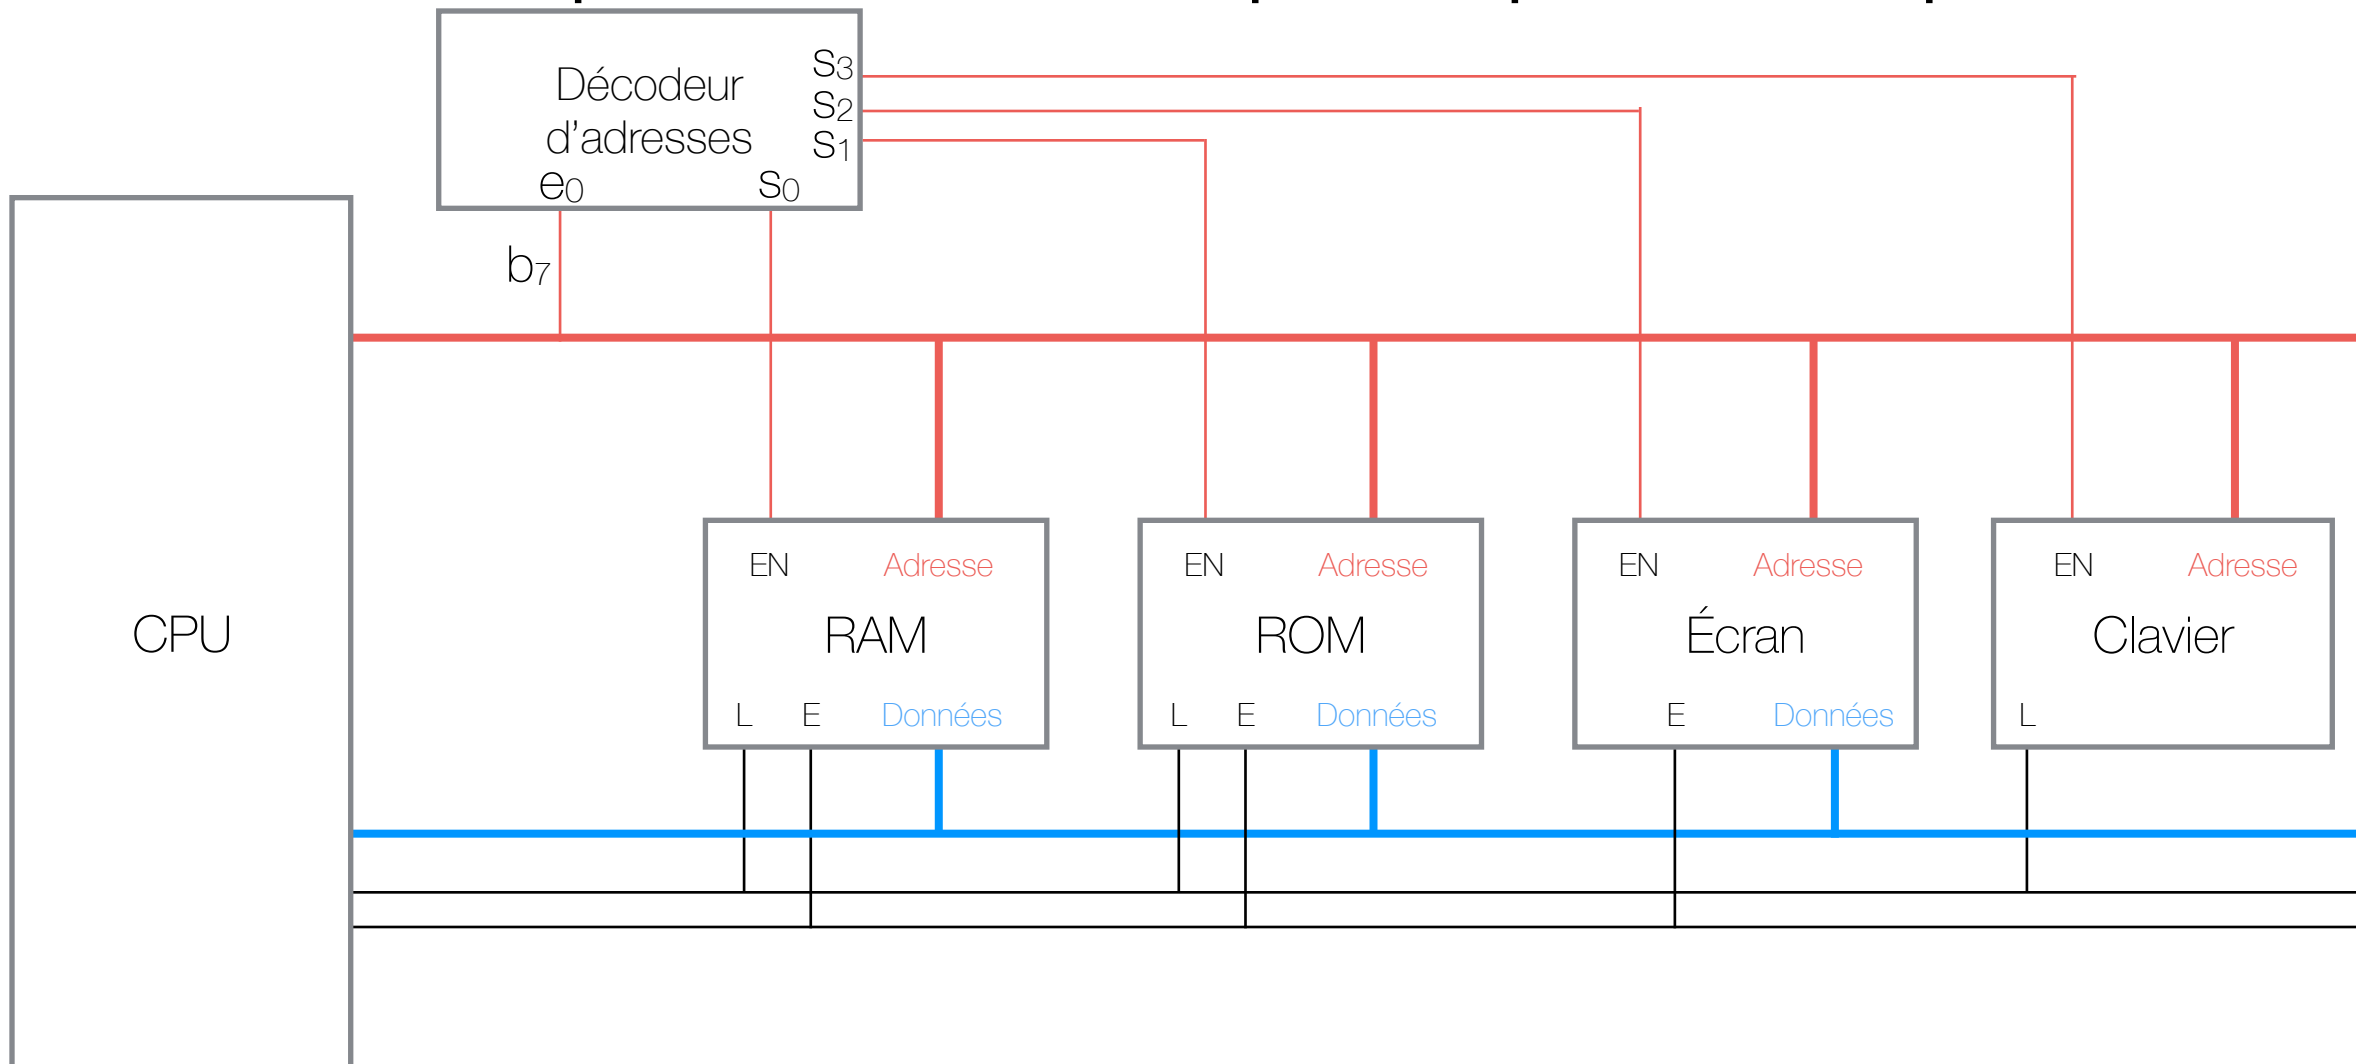 Décodeur
d'adresses
S3
S2
S1
e0
S0
b7
CPU
EN
Adresse
RAM
L
E
Données
EN
Adresse
ROM
L
E
Données
EN
Adresse
Écran
E
Données
EN
Adresse
Clavier
L